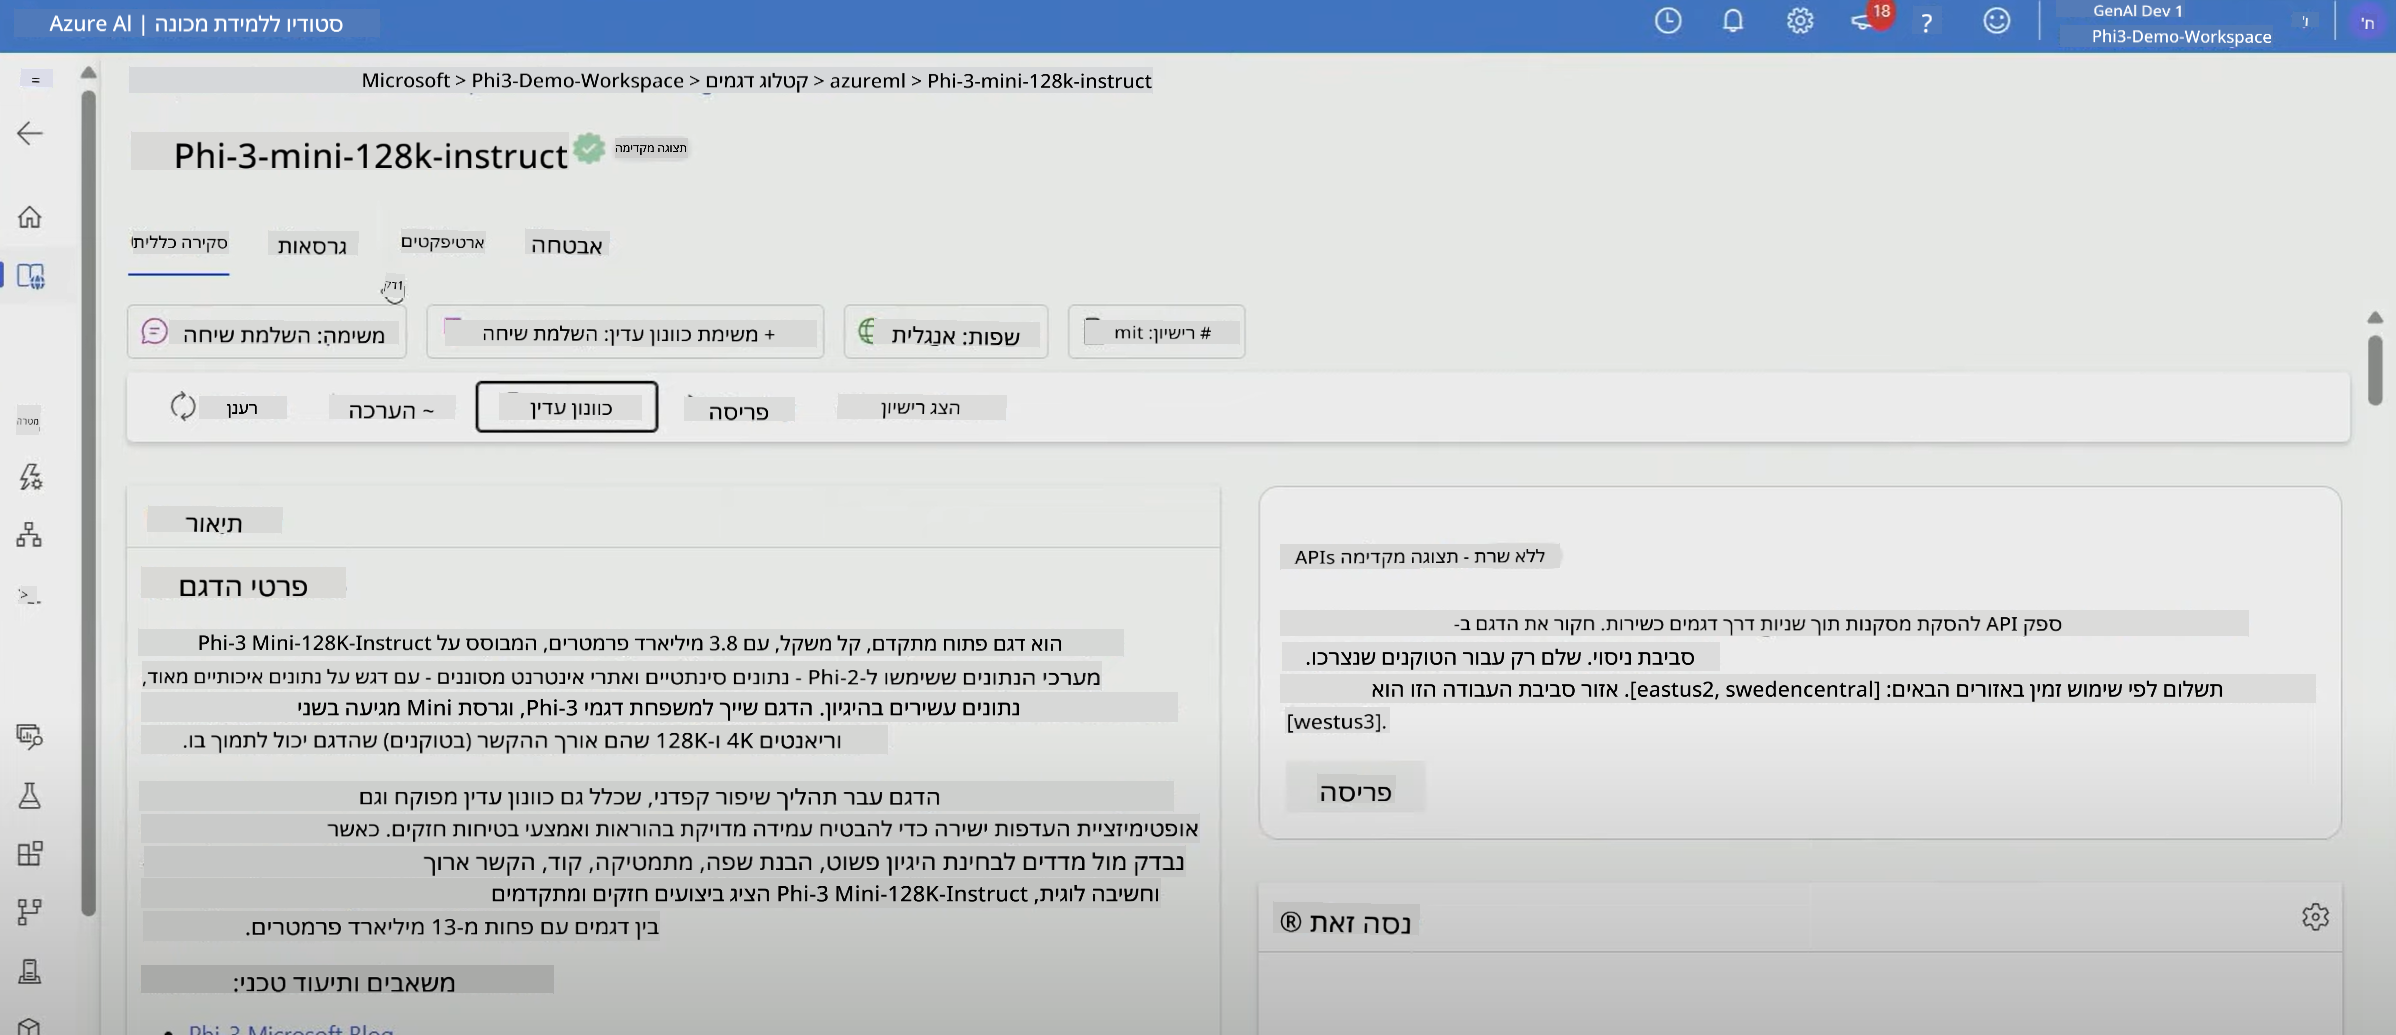 Azure AI | סטודיו ללמידת מכונה
18
?
GenAI Dev 1
Phi3-Demo-Workspace
Microsoft > Phi3-Demo-Workspace > קטלוג דגמים > azureml > Phi-3-mini-128k-instruct
Phi-3-mini-128k-instruct
תצוגה מקדימה
סקירה כללית
גרסאות
ארטיפקטים
אבטחה
משימה: השלמת שיחה
+ משימת כוונון עדין: השלמת שיחה
שפות: אנגלית
# רישיון: mit
רענן
~ הערכה
כוונון עדין
פריסה
הצג רישיון
מטרה
תיאור
פרטי הדגם
Phi-3 Mini-128K-Instruct הוא דגם פתוח מתקדם, קל משקל, עם 3.8 מיליארד פרמטרים, המבוסס על
מערכי הנתונים ששימשו ל-Phi-2 - נתונים סינתטיים ואתרי אינטרנט מסוננים - עם דגש על נתונים איכותיים מאוד,
נתונים עשירים בהיגיון. הדגם שייך למשפחת דגמי Phi-3, וגרסת Mini מגיעה בשני
וריאנטים 4K ו-128K שהם אורך ההקשר (בטוקנים) שהדגם יכול לתמוך בו.
הדגם עבר תהליך שיפור קפדני, שכלל גם כוונון עדין מפוקח וגם
אופטימיזציית העדפות ישירה כדי להבטיח עמידה מדויקת בהוראות ואמצעי בטיחות חזקים. כאשר
נבדק מול מדדים לבחינת היגיון פשוט, הבנת שפה, מתמטיקה, קוד, הקשר ארוך
וחשיבה לוגית, Phi-3 Mini-128K-Instruct הציג ביצועים חזקים ומתקדמים
בין דגמים עם פחות מ-13 מיליארד פרמטרים.
משאבים ותיעוד טכני:
Phi-3 Microsoft Blog
ללא שרת - תצוגה מקדימה APIs
ספק API להסקת מסקנות תוך שניות דרך דגמים כשירות. חקור את הדגם ב-
סביבת ניסוי. שלם רק עבור הטוקנים שנצרכו.
תשלום לפי שימוש זמין באזורים הבאים: [eastus2, swedencentral]. אזור סביבת העבודה הזו הוא
[westus3].
פריסה
נסה זאת ®